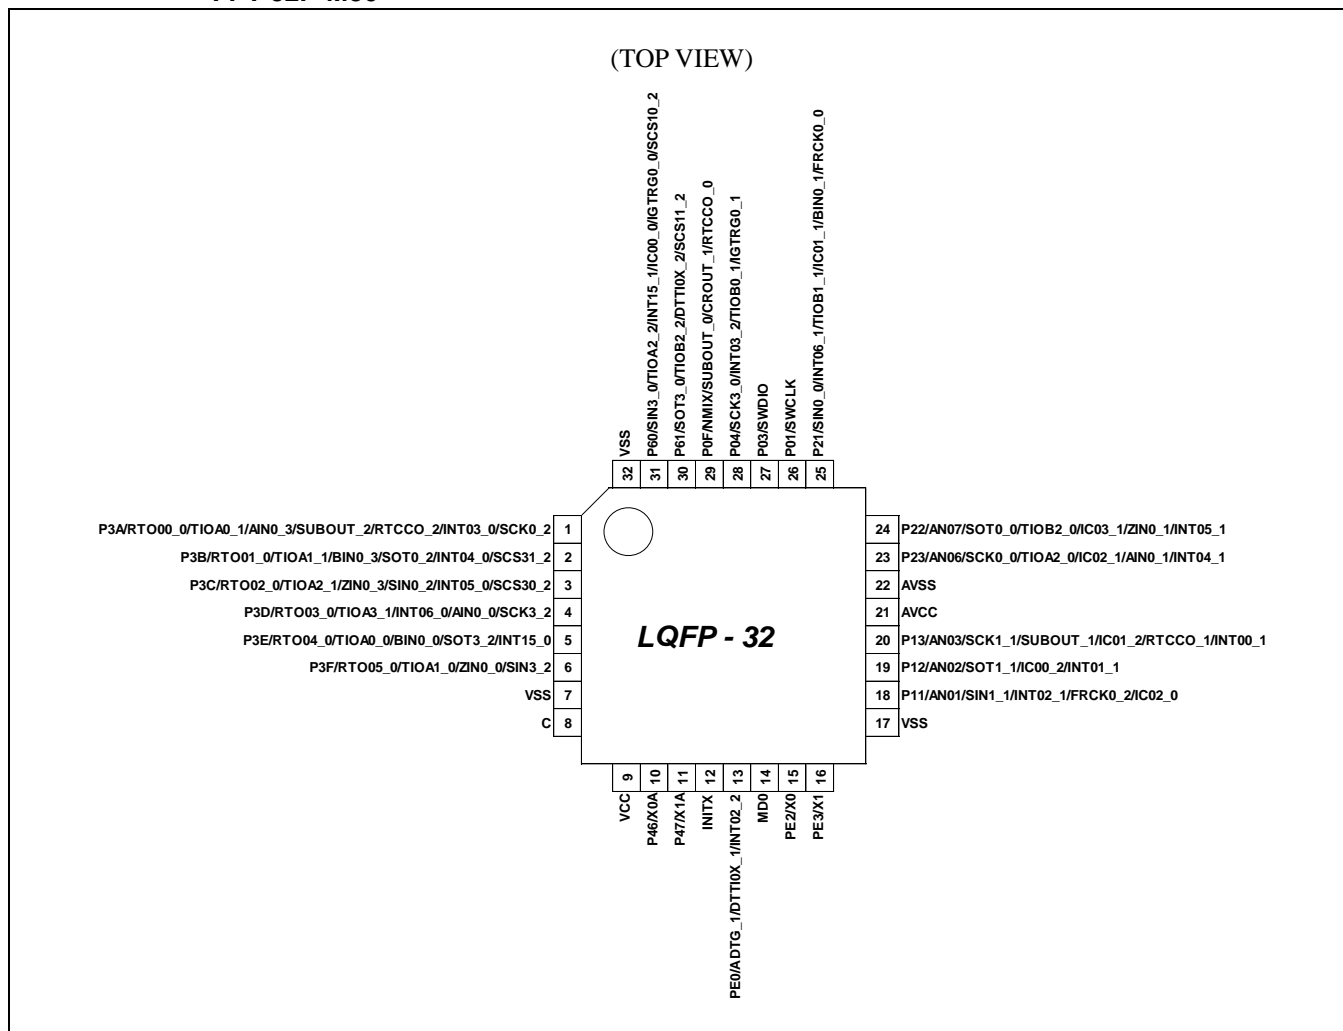 (TOP VIEW)
VSS
P60/SIN3_0/TIOA2_2/INT15_1/IC00_0/IGTRG0_0/SCS10_2
P61/SOT3_0/TIOB2_2/DTTI0X_2/SCS11_2
P0F/NMIX/SUBOUT_0/CROUT_1/RTCCO_0
P04/SCK3_0/INT03_2/TIOB0_1/IGTRG0_1
P03/SWDIO
P01/SWCLK
P21/SIN0_0/INT06_1/TIOB1_1/IC01_1/BIN0_1/FRCK0_0
32 31 30 29 28 27 26 25
P3A/RTO00_0/TIOA0_1/AIN0_3/SUBOUT_2/RTCCO_2/INT03_0/SCK0_2 1
P3B/RTO01_0/TIOA1_1/BIN0_3/SOT0_2/INT04_0/SCS31_2 2
P3C/RTO02_0/TIOA2_1/ZIN0_3/SIN0_2/INT05_0/SCS30_2 3
P3D/RTO03_0/TIOA3_1/INT06_0/AIN0_0/SCK3_2 4
P3E/RTO04_0/TIOA0_0/BIN0_0/SOT3_2/INT15_0 5
P3F/RTO05_0/TIOA1_0/ZIN0_0/SIN3_2 6
VSS 7
C 8
LQFP - 32
24 P22/AN07/SOT0_0/TIOB2_0/IC03_1/ZIN0_1/INT05_1
23 P23/AN06/SCK0_0/TIOA2_0/IC02_1/AIN0_1/INT04_1
22 AVSS
21 AVCC
20 P13/AN03/SCK1_1/SUBOUT_1/IC01_2/RTCCO_1/INT00_1
19 P12/AN02/SOT1_1/IC00_2/INT01_1
18 P11/AN01/SIN1_1/INT02_1/FRCK0_2/IC02_0
17 VSS
9 10 11 12 13 14 15 16
VCC
P46/X0A
P47/X1A
INITX
PE0/ADTG_1/DTTI0X_1/INT02_2
MD0
PE2/X0
PE3/X1